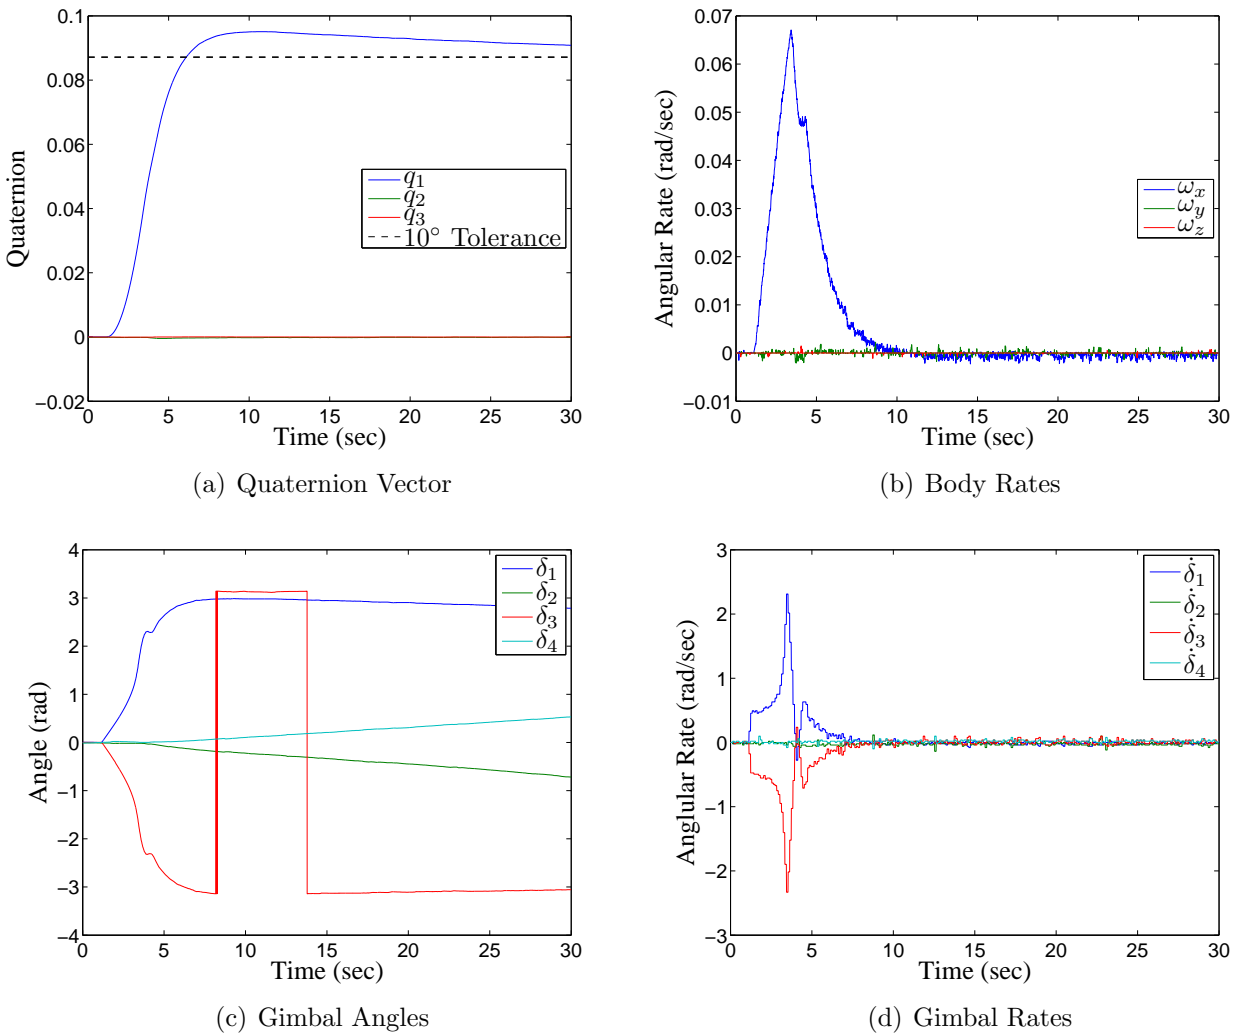 0.1
0.08
0.06
0.04
0.02
0
−0.02
Quaternion
q1
q2
q3
10° Tolerance
0 5 10 15 20 25 30
Time (sec)
(a) Quaternion Vector
0.07
0.06
0.05
0.04
0.03
0.02
0.01
0
−0.01
Angular Rate (rad/sec)
ωx
ωy
ωz
0 5 10 15 20 25 30
Time (sec)
(b) Body Rates
4
3
2
1
0
−1
−2
−3
−4
Angle (rad)
δ1
δ2
δ3
δ4
0 5 10 15 20 25 30
Time (sec)
(c) Gimbal Angles
3
2
1
0
−1
−2
−3
Anglular Rate (rad/sec)
δ̇1
δ̇2
δ̇3
δ̇4
0 5 10 15 20 25 30
Time (sec)
(d) Gimbal Rates